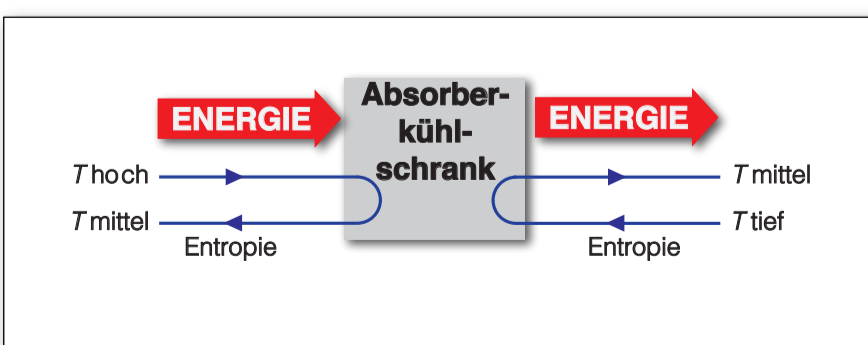 Absorber-
kühl-
schrank
ENERGIE
ENERGIE
T hoch
T mittel
T mittel
T tief
Entropie
Entropie